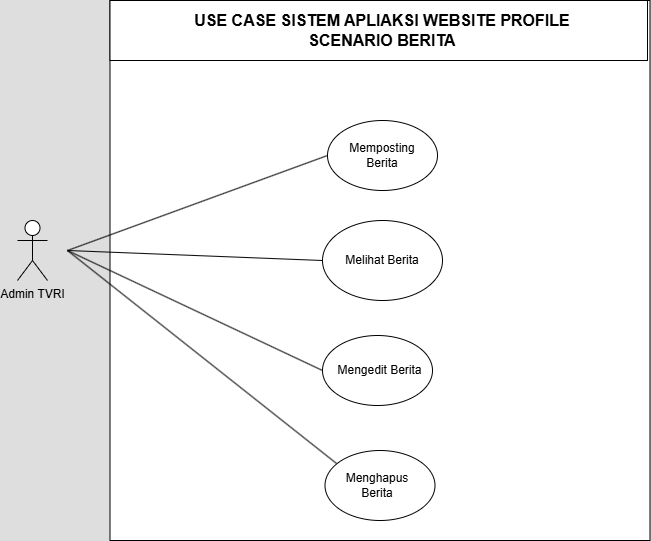 USE CASE SISTEM APLIAKSI WEBSITE PROFILE
SCENARIO BERITA
Memposting
Berita
Melihat Berita
Admin TVRI
Mengedit Berita
Menghapus
Berita